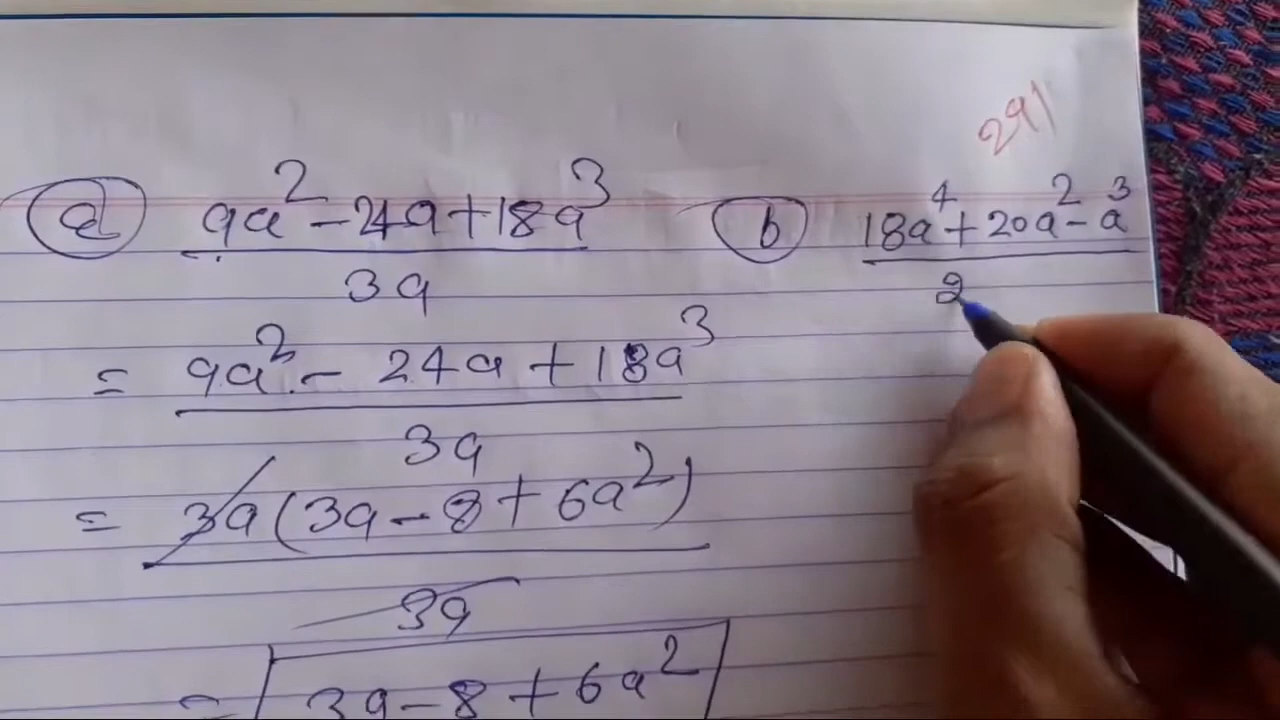 291
a 9a² - 24a + 18a³
3a
= 9a² - 24a + 18a³
3a
= 3a(3a - 8 + 6a²)
3a
= 3a - 8 + 6a²
b 18a⁴ + 20a² - a³
2